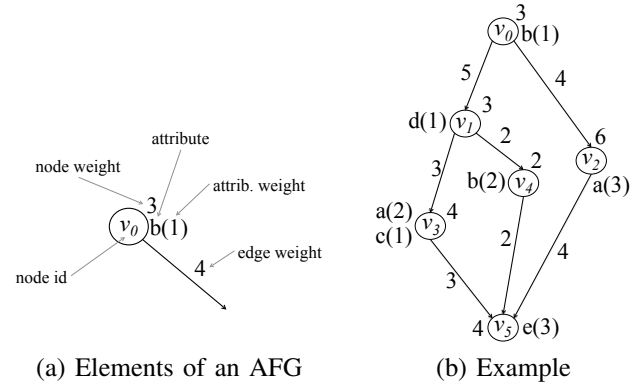 attribute
node weight
attrib. weight
3
v0 b(1)
4
edge weight
node id
(a) Elements of an AFG
3
v0 b(1)
5
4
3
d(1) v1
2
6
v2
a(3)
3
2
b(2) v4
a(2) 4
c(1) v3
2
4
3
4 v5 e(3)
(b) Example